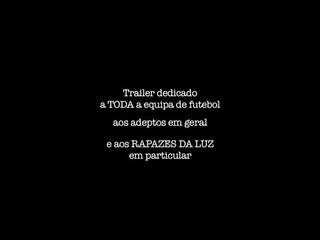 Trailer dedicado
a TODA a equipa de futebol
aos adeptos em geral
e aos RAPAZES DA LUZ
em particular